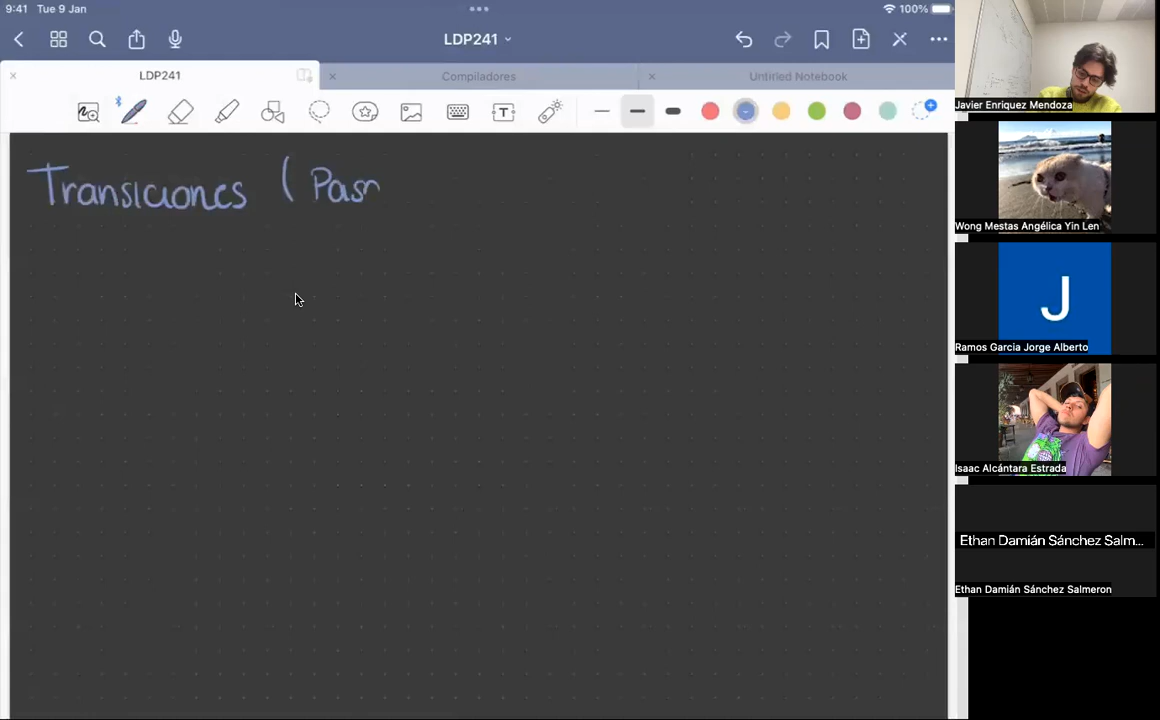 9:41 Tue 9 Jan
100%
LDP241
LDP241
Compiladores
Untitled Notebook
T
Transiciones ( Paso
Javier Enriquez Mendoza
Wong Mestas Angélica Yin Len
J
Ramos Garcia Jorge Alberto
Isaac Alcántara Estrada
Ethan Damián Sánchez Salm...
Ethan Damián Sánchez Salmeron